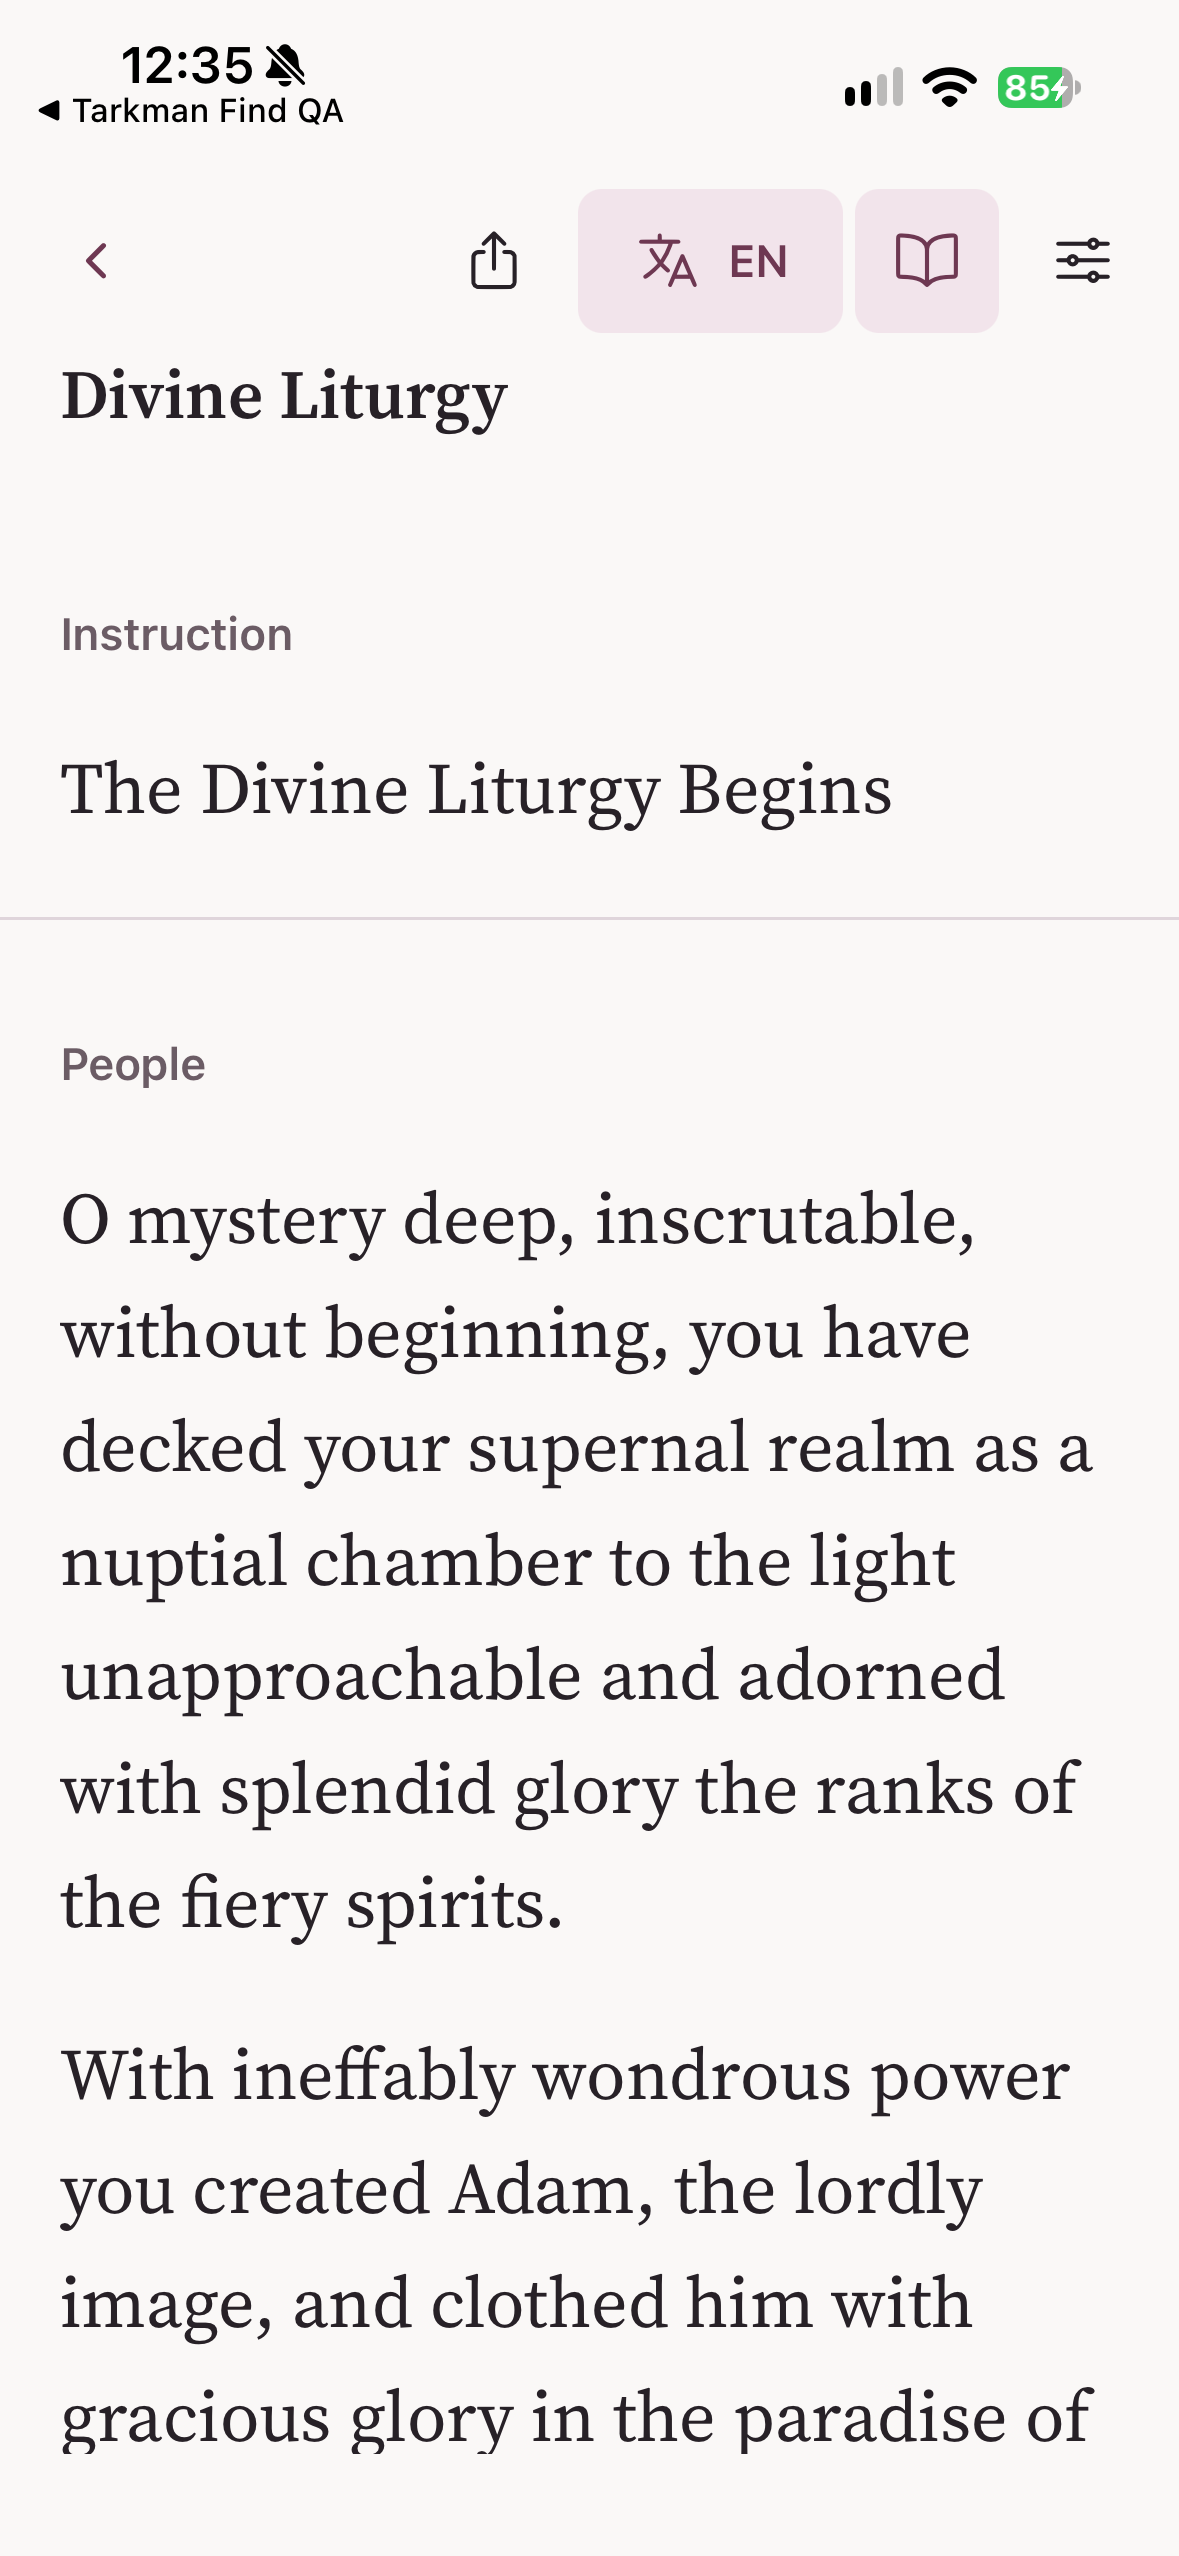 12:35
Tarkman Find QA
85
EN
Divine Liturgy
Instruction
The Divine Liturgy Begins
People
O mystery deep, inscrutable,
without beginning, you have
decked your supernal realm as a
nuptial chamber to the light
unapproachable and adorned
with splendid glory the ranks of
the fiery spirits.
With ineffably wondrous power
you created Adam, the lordly
image, and clothed him with
gracious glory in the paradise of